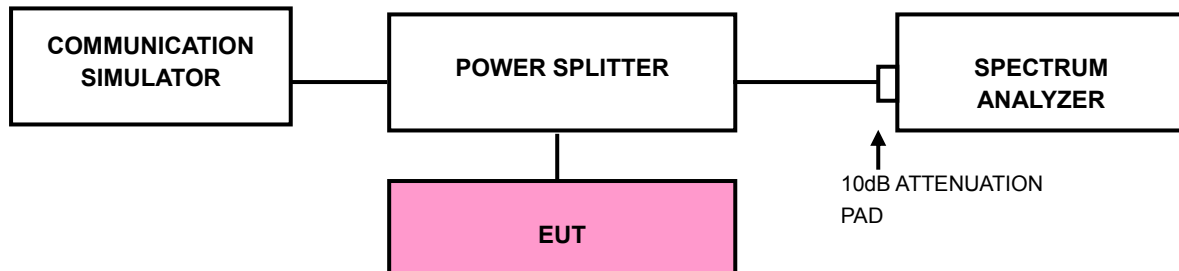 COMMUNICATION
SIMULATOR
POWER SPLITTER
SPECTRUM
ANALYZER
10dB ATTENUATION
PAD
EUT